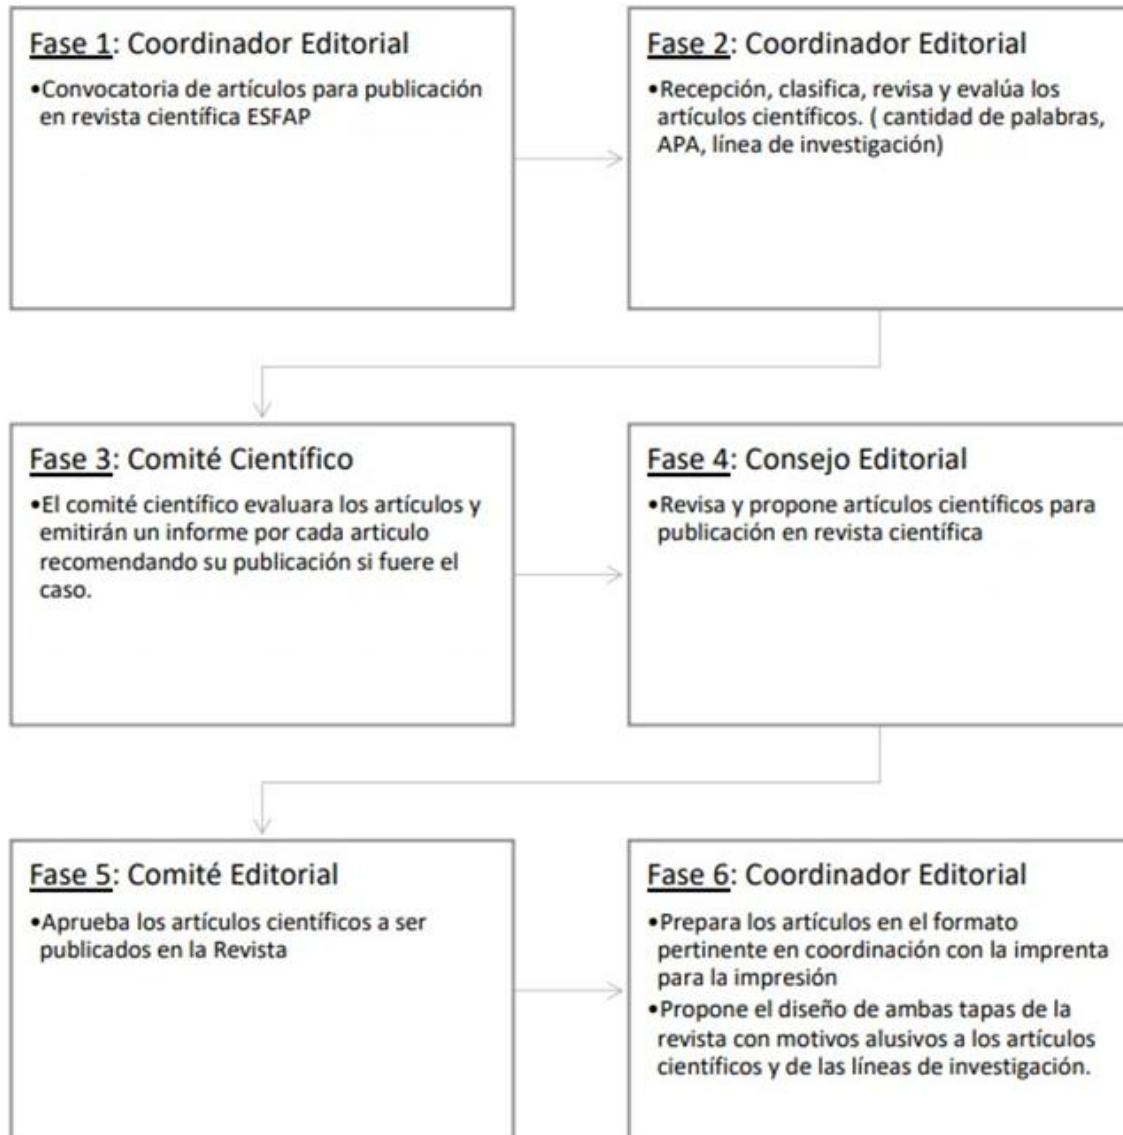 Fase 1: Coordinador Editorial
•Convocatoria de artículos para publicación
en revista científica ESFAP
Fase 2: Coordinador Editorial
•Recepción, clasifica, revisa y evalúa los
artículos científicos. ( cantidad de palabras,
APA, línea de investigación)
Fase 3: Comité Científico
•El comité científico evaluara los artículos y
emitirán un informe por cada articulo
recomendando su publicación si fuere el
caso.
Fase 4: Consejo Editorial
•Revisa y propone artículos científicos para
publicación en revista científica
Fase 5: Comité Editorial
•Aprueba los artículos científicos a ser
publicados en la Revista
Fase 6: Coordinador Editorial
•Prepara los artículos en el formato
pertinente en coordinación con la imprenta
para la impresión
•Propone el diseño de ambas tapas de la
revista con motivos alusivos a los artículos
científicos y de las líneas de investigación.